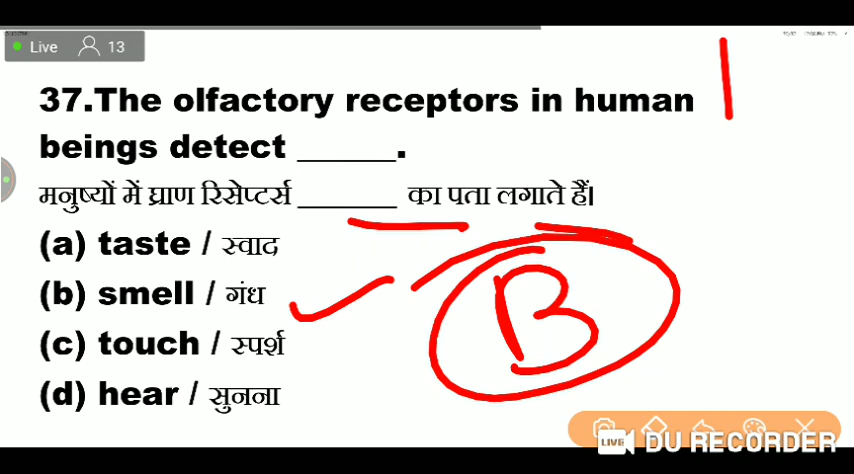 Live 13
37.The olfactory receptors in human
beings detect ______.
मनुष्यों में घ्राण रिसेप्टर्स ______ का पता लगाते हैं।
(a) taste / स्वाद
(b) smell / गंध
(c) touch / स्पर्श
(d) hear / सुनना
B
LIVE DU RECORDER